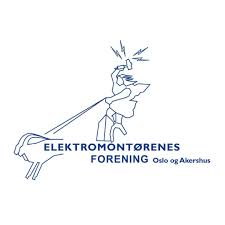 ELEKTROMONTØRENES
FORENING Oslo og Akershus